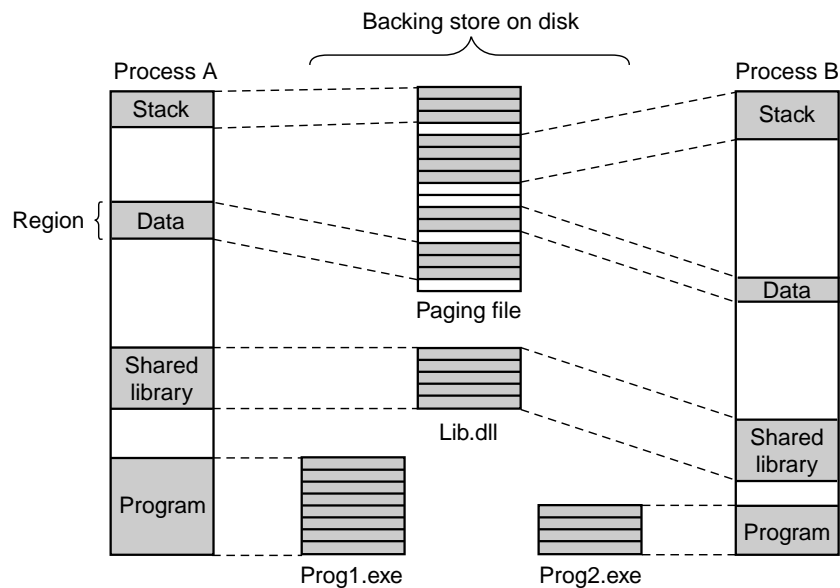 Backing store on disk
Process A
Process B
Stack
Stack
Region
Data
Data
Paging file
Shared
library
Lib.dll
Shared
library
Program
Program
Prog1.exe
Prog2.exe